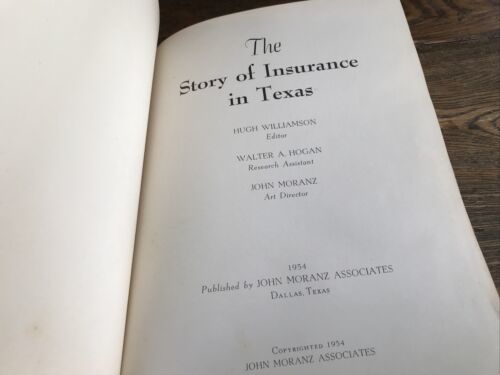 The
Story of Insurance
in Texas
HUGH WILLIAMSON
Editor
WALTER A. HOGAN
Research Assistant
JOHN MORANZ
Art Director
1954
Published by JOHN MORANZ ASSOCIATES
DALLAS, TEXAS
COPYRIGHTED 1954
JOHN MORANZ ASSOCIATES